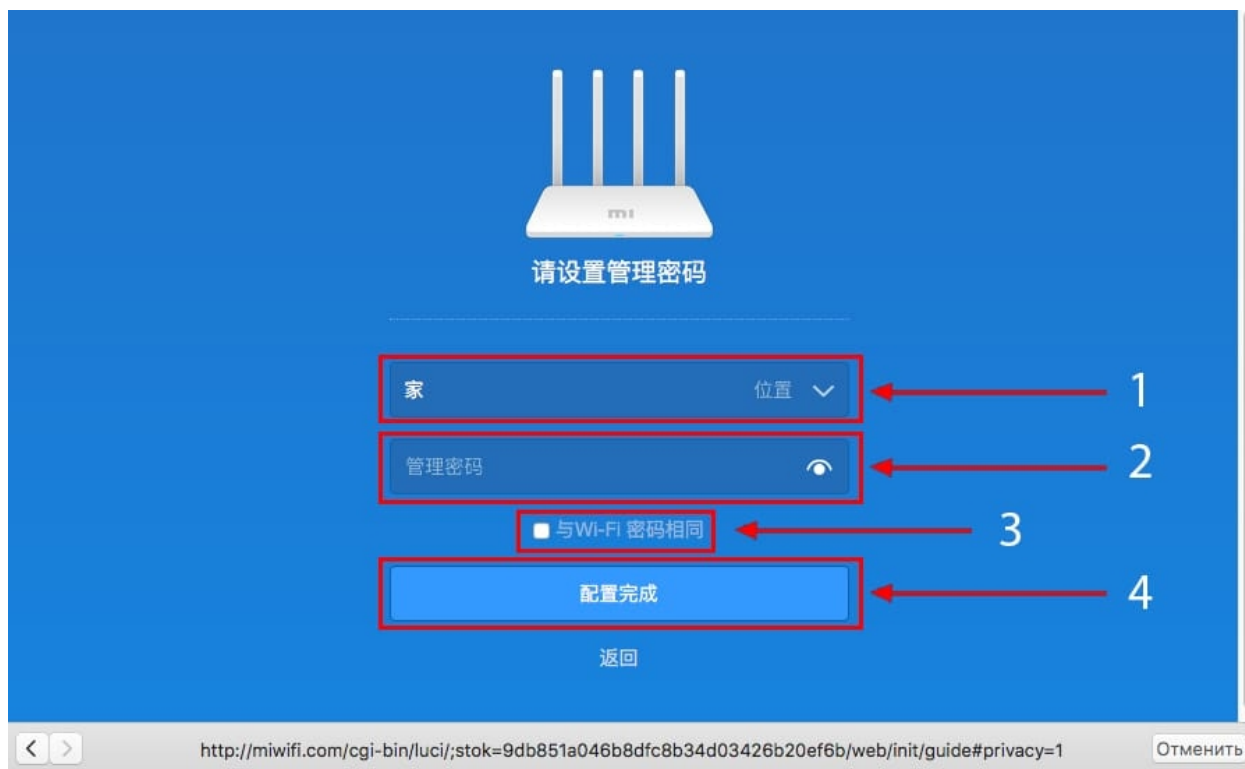 mi
请设置管理密码
家 位置 1
管理密码 2
与Wi-Fi 密码相同 3
配置完成 4
返回
http://miwifi.com/cgi-bin/luci/;stok=9db851a046b8dfc8b34d03426b20ef6b/web/init/guide#privacy=1 Отменить